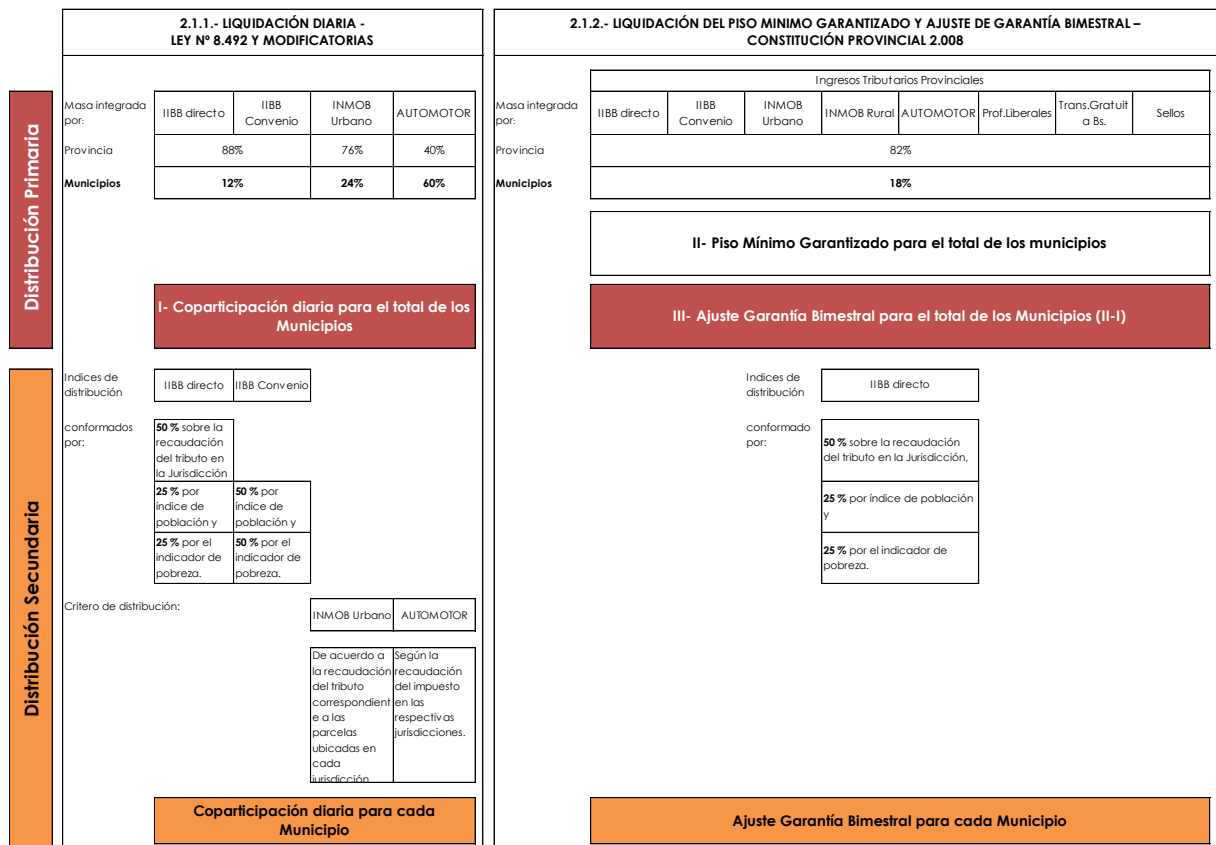 2.1.1.- LIQUIDACIÓN DIARIA -
LEY Nº 8.492 Y MODIFICATORIAS
2.1.2.- LIQUIDACIÓN DEL PISO MINIMO GARANTIZADO Y AJUSTE DE GARANTÍA BIMESTRAL –
CONSTITUCIÓN PROVINCIAL 2.008
Distribución Primaria
Masa integrada
por:
IIBB directo
IIBB
Convenio
INMOB
Urbano
AUTOMOTOR
Provincia
88%
76%
40%
Municipios
12%
24%
60%
I- Coparticipación diaria para el total de los
Municipios
Ingresos Tributarios Provinciales
Masa integrada
por:
IIBB directo
IIBB
Convenio
INMOB
Urbano
INMOB Rural
AUTOMOTOR
Prof.Liberales
Trans.Gratuit
a Bs.
Sellos
Provincia
82%
Municipios
18%
II- Piso Mínimo Garantizado para el total de los municipios
III- Ajuste Garantía Bimestral para el total de los Municipios (II-I)
Distribución Secundaria
Indices de
distribución
IIBB directo
IIBB Convenio
conformados
por:
50 % sobre la
recaudación
del tributo en
la Jurisdicción
25 % por
índice de
población y
50 % por
índice de
población y
25 % por el
indicador de
pobreza.
50 % por el
indicador de
pobreza.
Critero de distribución:
INMOB Urbano
AUTOMOTOR
De acuerdo a
la recaudación
del tributo
correspondient
e a las
parcelas
ubicadas en
cada
jurisdicción
Según la
recaudación
del impuesto
en las
respectivas
jurisdicciones.
Coparticipación diaria para cada
Municipio
Indices de
distribución
IIBB directo
conformado
por:
50 % sobre la recaudación
del tributo en la Jurisdicción,
25 % por índice de población
y
25 % por el indicador de
pobreza.
Ajuste Garantía Bimestral para cada Municipio